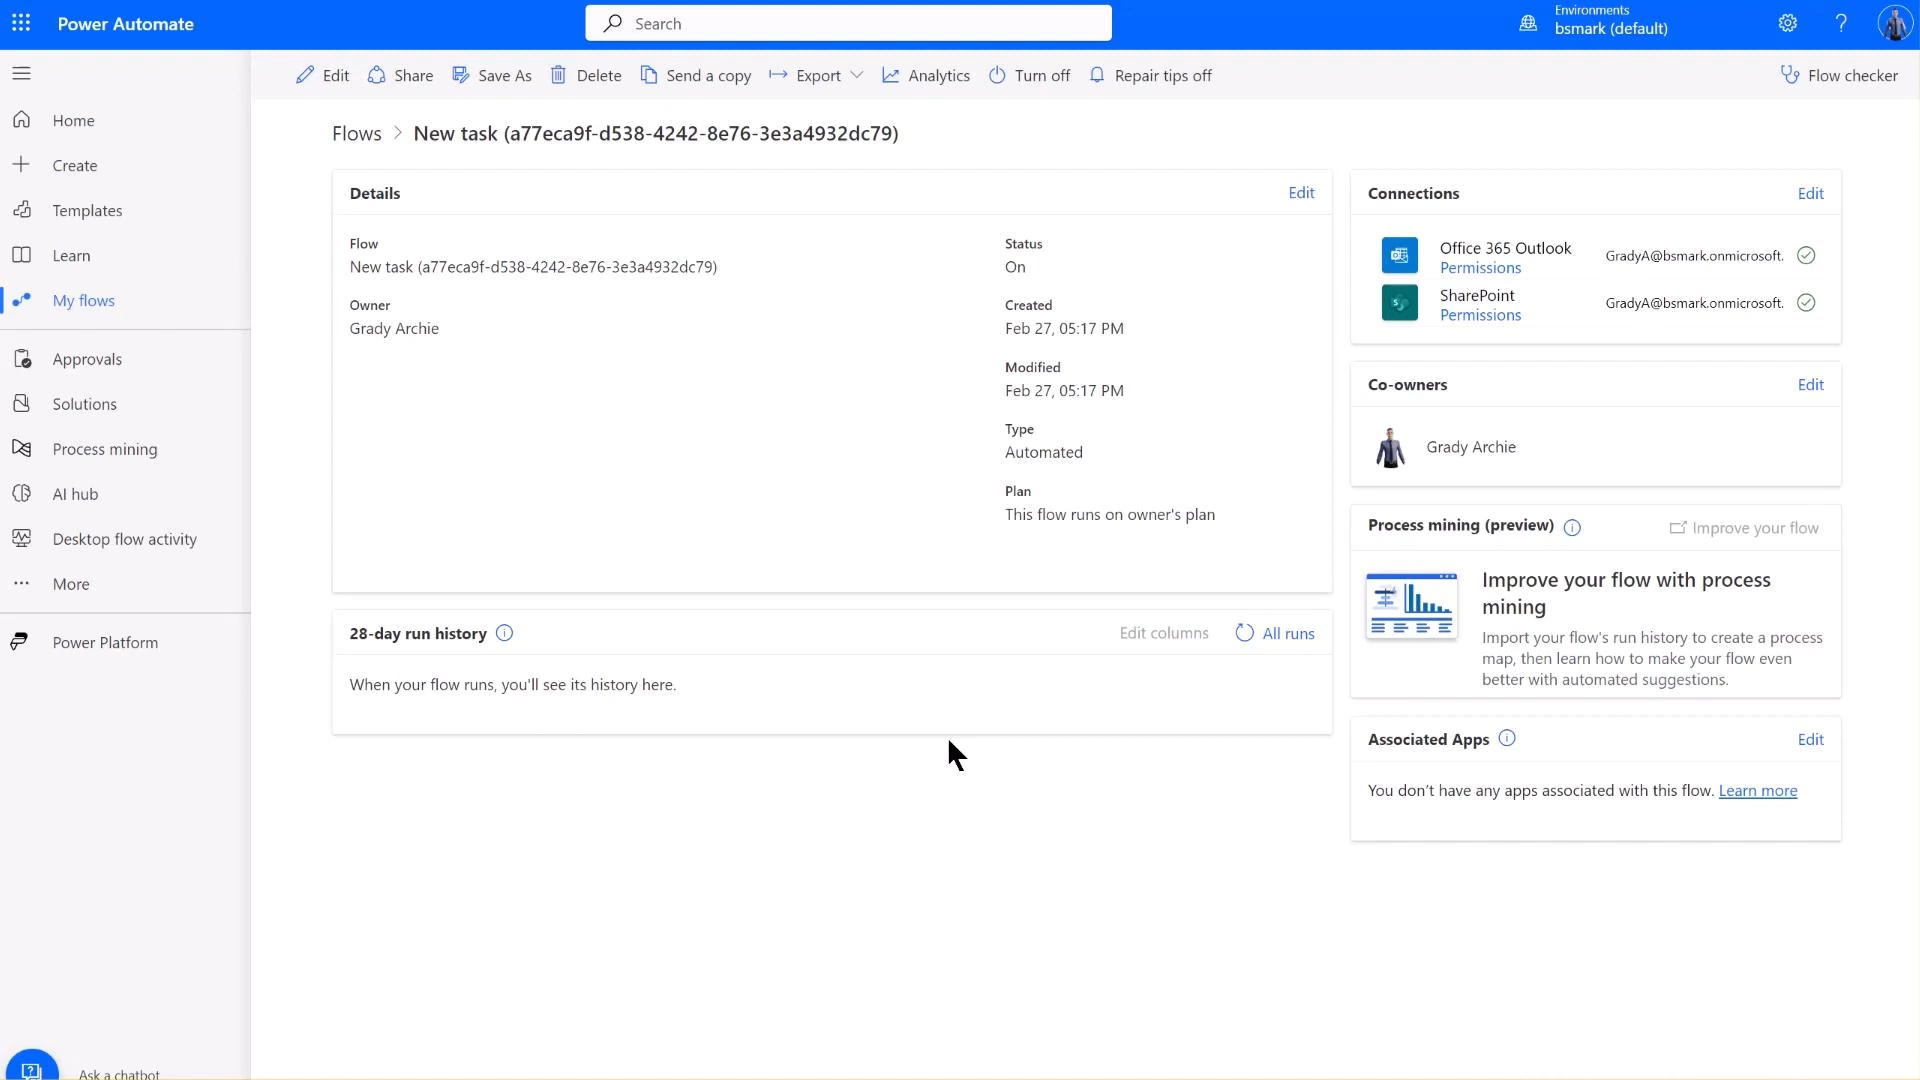 Power Automate
Search
Environments
bsmark (default)
Edit
Share
Save As
Delete
Send a copy
Export
Analytics
Turn off
Repair tips off
Flow checker
Home
Create
Templates
Learn
My flows
Approvals
Solutions
Process mining
AI hub
Desktop flow activity
More
Power Platform
Ask a chatbot
Flows > New task (a77eca9f-d538-4242-8e76-3e3a4932dc79)
Details
Edit
Flow
New task (a77eca9f-d538-4242-8e76-3e3a4932dc79)
Owner
Grady Archie
Status
On
Created
Feb 27, 05:17 PM
Modified
Feb 27, 05:17 PM
Type
Automated
Plan
This flow runs on owner's plan
28-day run history
Edit columns
All runs
When your flow runs, you'll see its history here.
Connections
Edit
Office 365 Outlook
Permissions
GradyA@bsmark.onmicrosoft.
SharePoint
Permissions
GradyA@bsmark.onmicrosoft.
Co-owners
Edit
Grady Archie
Process mining (preview)
Improve your flow
Improve your flow with process
mining
Import your flow's run history to create a process
map, then learn how to make your flow even
better with automated suggestions.
Associated Apps
Edit
You don't have any apps associated with this flow. Learn more